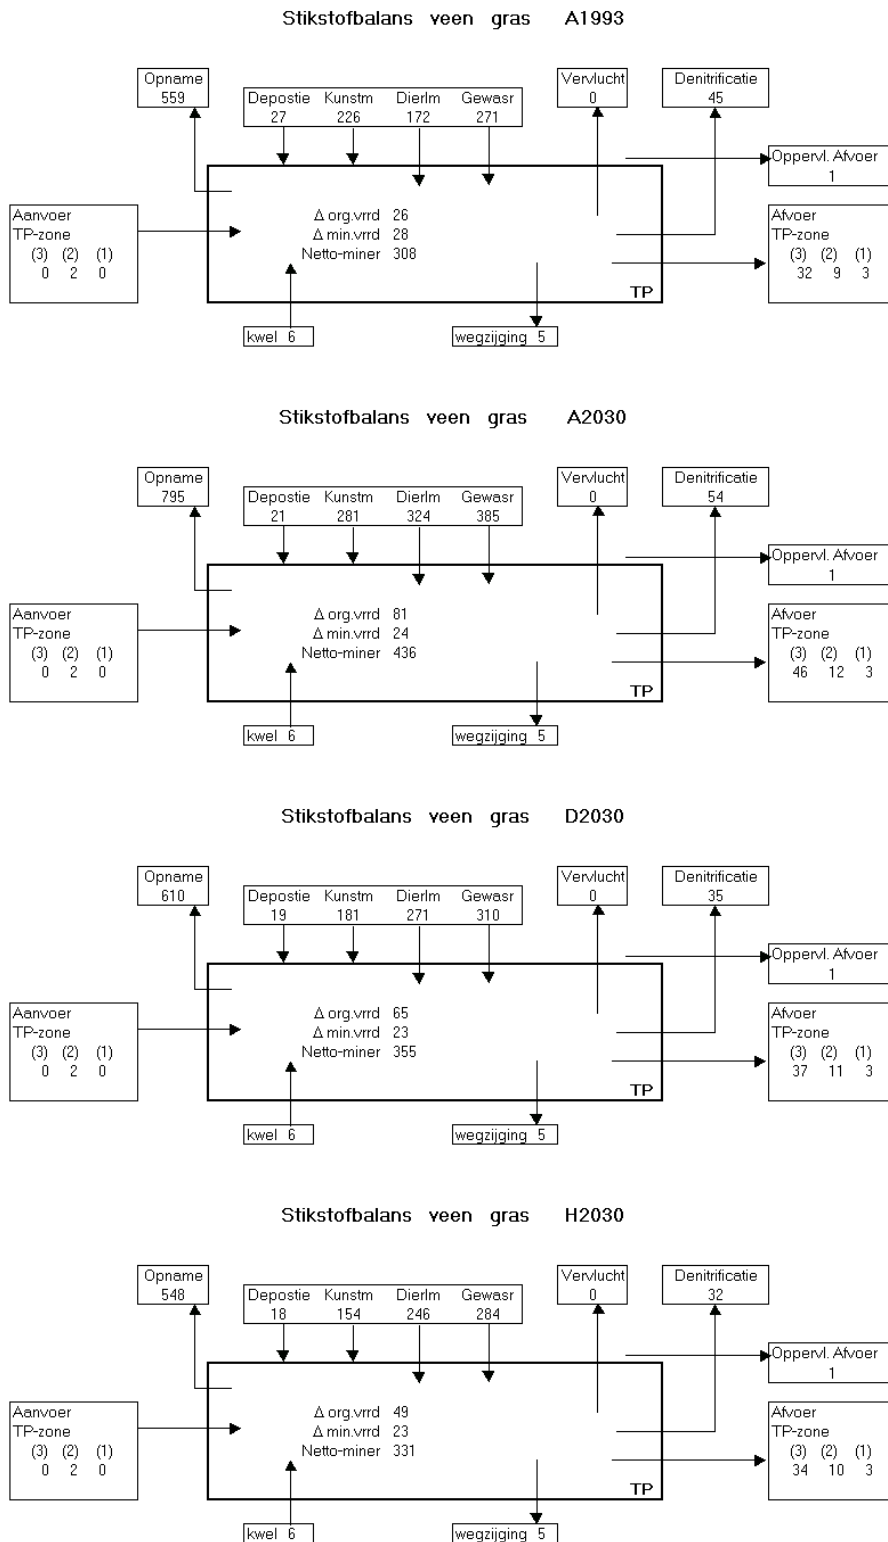 Stikstofbalans veen gras A1993
Opname
559
Depostie Kunstm Dierlm Gewasr
27 226 172 271
Vervlucht
0
Denitrificatie
45
Oppervl. Afvoer
1
Aanvoer
TP-zone
(3) (2) (1)
0 2 0
Δ org.vrrd 26
Δ min.vrrd 28
Netto-miner 308
TP
Afvoer
TP-zone
(3) (2) (1)
32 9 3
kwel 6
wegzijging 5
Stikstofbalans veen gras A2030
Opname
795
Depostie Kunstm Dierlm Gewasr
21 281 324 385
Vervlucht
0
Denitrificatie
54
Oppervl. Afvoer
1
Aanvoer
TP-zone
(3) (2) (1)
0 2 0
Δ org.vrrd 81
Δ min.vrrd 24
Netto-miner 436
TP
Afvoer
TP-zone
(3) (2) (1)
46 12 3
kwel 6
wegzijging 5
Stikstofbalans veen gras D2030
Opname
610
Depostie Kunstm Dierlm Gewasr
19 181 271 310
Vervlucht
0
Denitrificatie
35
Oppervl. Afvoer
1
Aanvoer
TP-zone
(3) (2) (1)
0 2 0
Δ org.vrrd 65
Δ min.vrrd 23
Netto-miner 355
TP
Afvoer
TP-zone
(3) (2) (1)
37 11 3
kwel 6
wegzijging 5
Stikstofbalans veen gras H2030
Opname
548
Depostie Kunstm Dierlm Gewasr
18 154 246 284
Vervlucht
0
Denitrificatie
32
Oppervl. Afvoer
1
Aanvoer
TP-zone
(3) (2) (1)
0 2 0
Δ org.vrrd 49
Δ min.vrrd 23
Netto-miner 331
TP
Afvoer
TP-zone
(3) (2) (1)
34 10 3
kwel 6
wegzijging 5